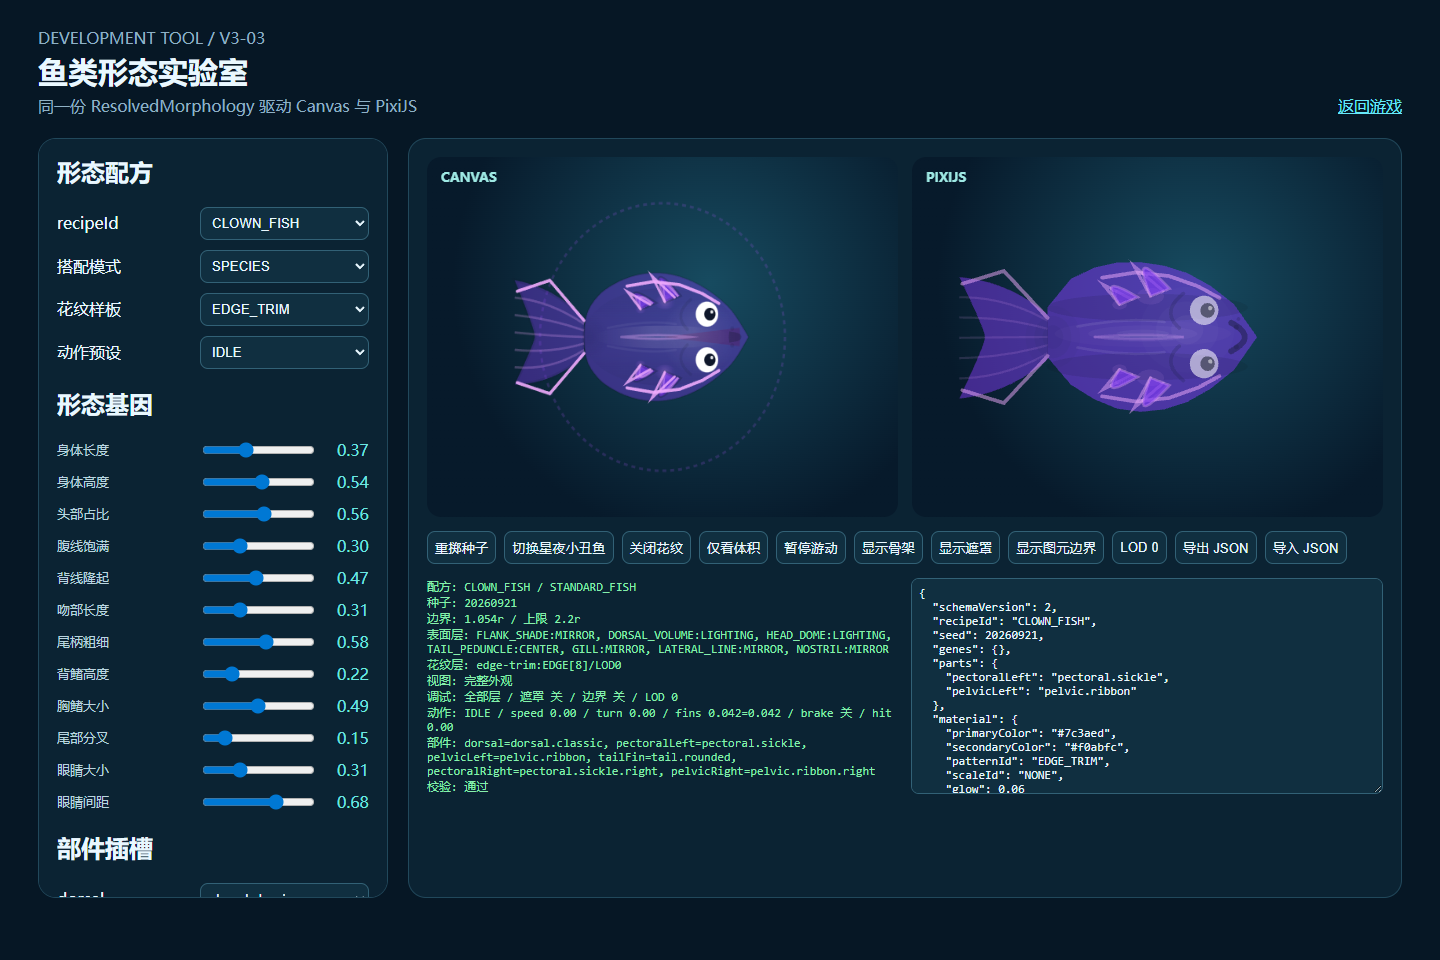 DEVELOPMENT TOOL / V3-03
鱼类形态实验室
同一份 ResolvedMorphology 驱动 Canvas 与 PixiJS
返回游戏
形态配方
recipeId CLOWN_FISH
搭配模式 SPECIES
花纹样板 EDGE_TRIM
动作预设 IDLE
形态基因
身体长度 0.37
身体高度 0.54
头部占比 0.56
腹线饱满 0.30
背线隆起 0.47
吻部长度 0.31
尾柄粗细 0.58
背鳍高度 0.22
胸鳍大小 0.49
尾部分叉 0.15
眼睛大小 0.31
眼睛间距 0.68
部件插槽
CANVAS
PIXIJS
重掷种子 切换星夜小丑鱼 关闭花纹 仅看体积 暂停游动 显示骨架 显示遮罩 显示图元边界 LOD 0 导出 JSON 导入 JSON
配方: CLOWN_FISH / STANDARD_FISH
种子: 20260921
边界: 1.054r / 上限 2.2r
表面层: FLANK_SHADE:MIRROR, DORSAL_VOLUME:LIGHTING, HEAD_DOME:LIGHTING,
TAIL_PEDUNCLE:CENTER, GILL:MIRROR, LATERAL_LINE:MIRROR, NOSTRIL:MIRROR
花纹层: edge-trim:EDGE[8]/LOD0
视图: 完整外观
调试: 全部层 / 遮罩 关 / 边界 关 / LOD 0
动作: IDLE / speed 0.00 / turn 0.00 / fins 0.042=0.042 / brake 关 / hit
0.00
部件: dorsal=dorsal.classic, pectoralLeft=pectoral.sickle,
pelvicLeft=pelvic.ribbon, tailFin=tail.rounded,
pectoralRight=pectoral.sickle.right, pelvicRight=pelvic.ribbon.right
校验: 通过
{
"schemaVersion": 2,
"recipeId": "CLOWN_FISH",
"seed": 20260921,
"genes": {},
"parts": {
"pectoralLeft": "pectoral.sickle",
"pelvicLeft": "pelvic.ribbon"
},
"material": {
"primaryColor": "#7c3aed",
"secondaryColor": "#f0abfc",
"patternId": "EDGE_TRIM",
"scaleId": "NONE",
"glow": 0.06